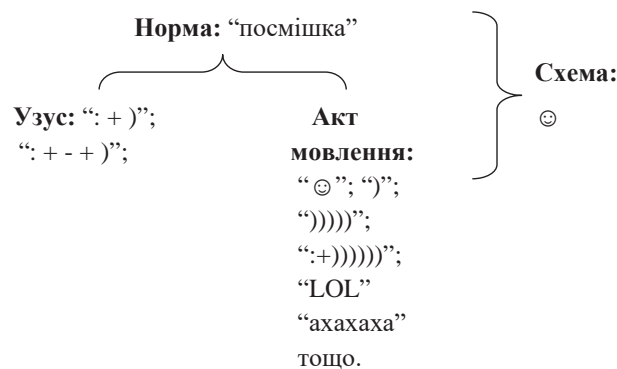 Норма: “посмішка”
Схема:
☺
Узус: “: + )”;
“: + - + )”;
Акт
мовлення:
“☺”; “)”;
“)))))”;
“:+))))))”;
“LOL”
“ахахаха”
тощо.